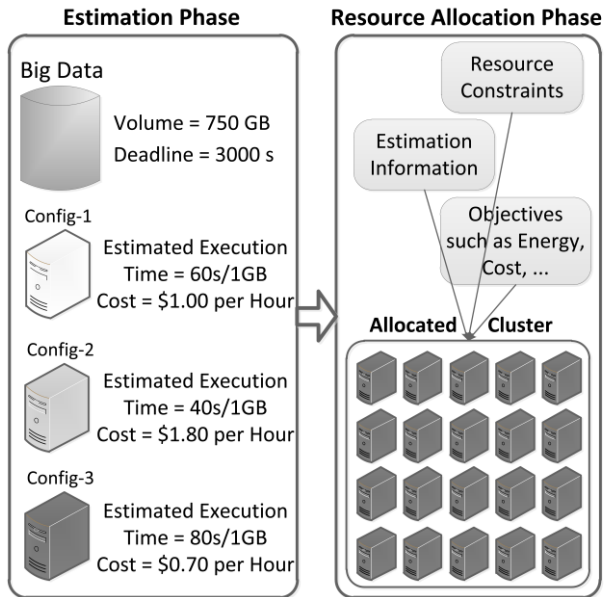 Estimation Phase
Big Data
Volume = 750 GB
Deadline = 3000 s
Config-1
Estimated Execution
Time = 60s/1GB
Cost = $1.00 per Hour
Config-2
Estimated Execution
Time = 40s/1GB
Cost = $1.80 per Hour
Config-3
Estimated Execution
Time = 80s/1GB
Cost = $0.70 per Hour
Resource Allocation Phase
Resource
Constraints
Estimation
Information
Objectives
such as Energy,
Cost, ...
Allocated Cluster